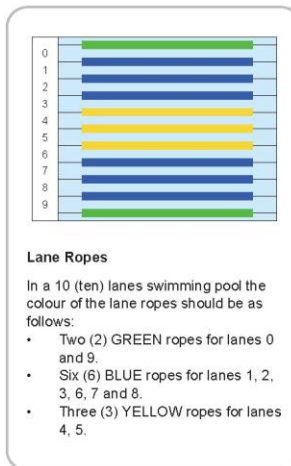 0
1
2
3
4
5
6
7
8
9
Lane Ropes
In a 10 (ten) lanes swimming pool the
colour of the lane ropes should be as
follows:
• Two (2) GREEN ropes for lanes 0
and 9.
• Six (6) BLUE ropes for lanes 1, 2,
3, 6, 7 and 8.
• Three (3) YELLOW ropes for lanes
4, 5.